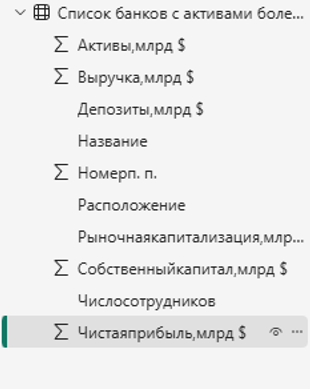 Список банков с активами боле...
Активы,млрд $
Выручка,млрд $
Депозиты,млрд $
Название
Номерп. п.
Расположение
Рыночнаякапитализация,млр...
Собственныйкапитал,млрд $
Числосотрудников
Чистаяприбыль,млрд $